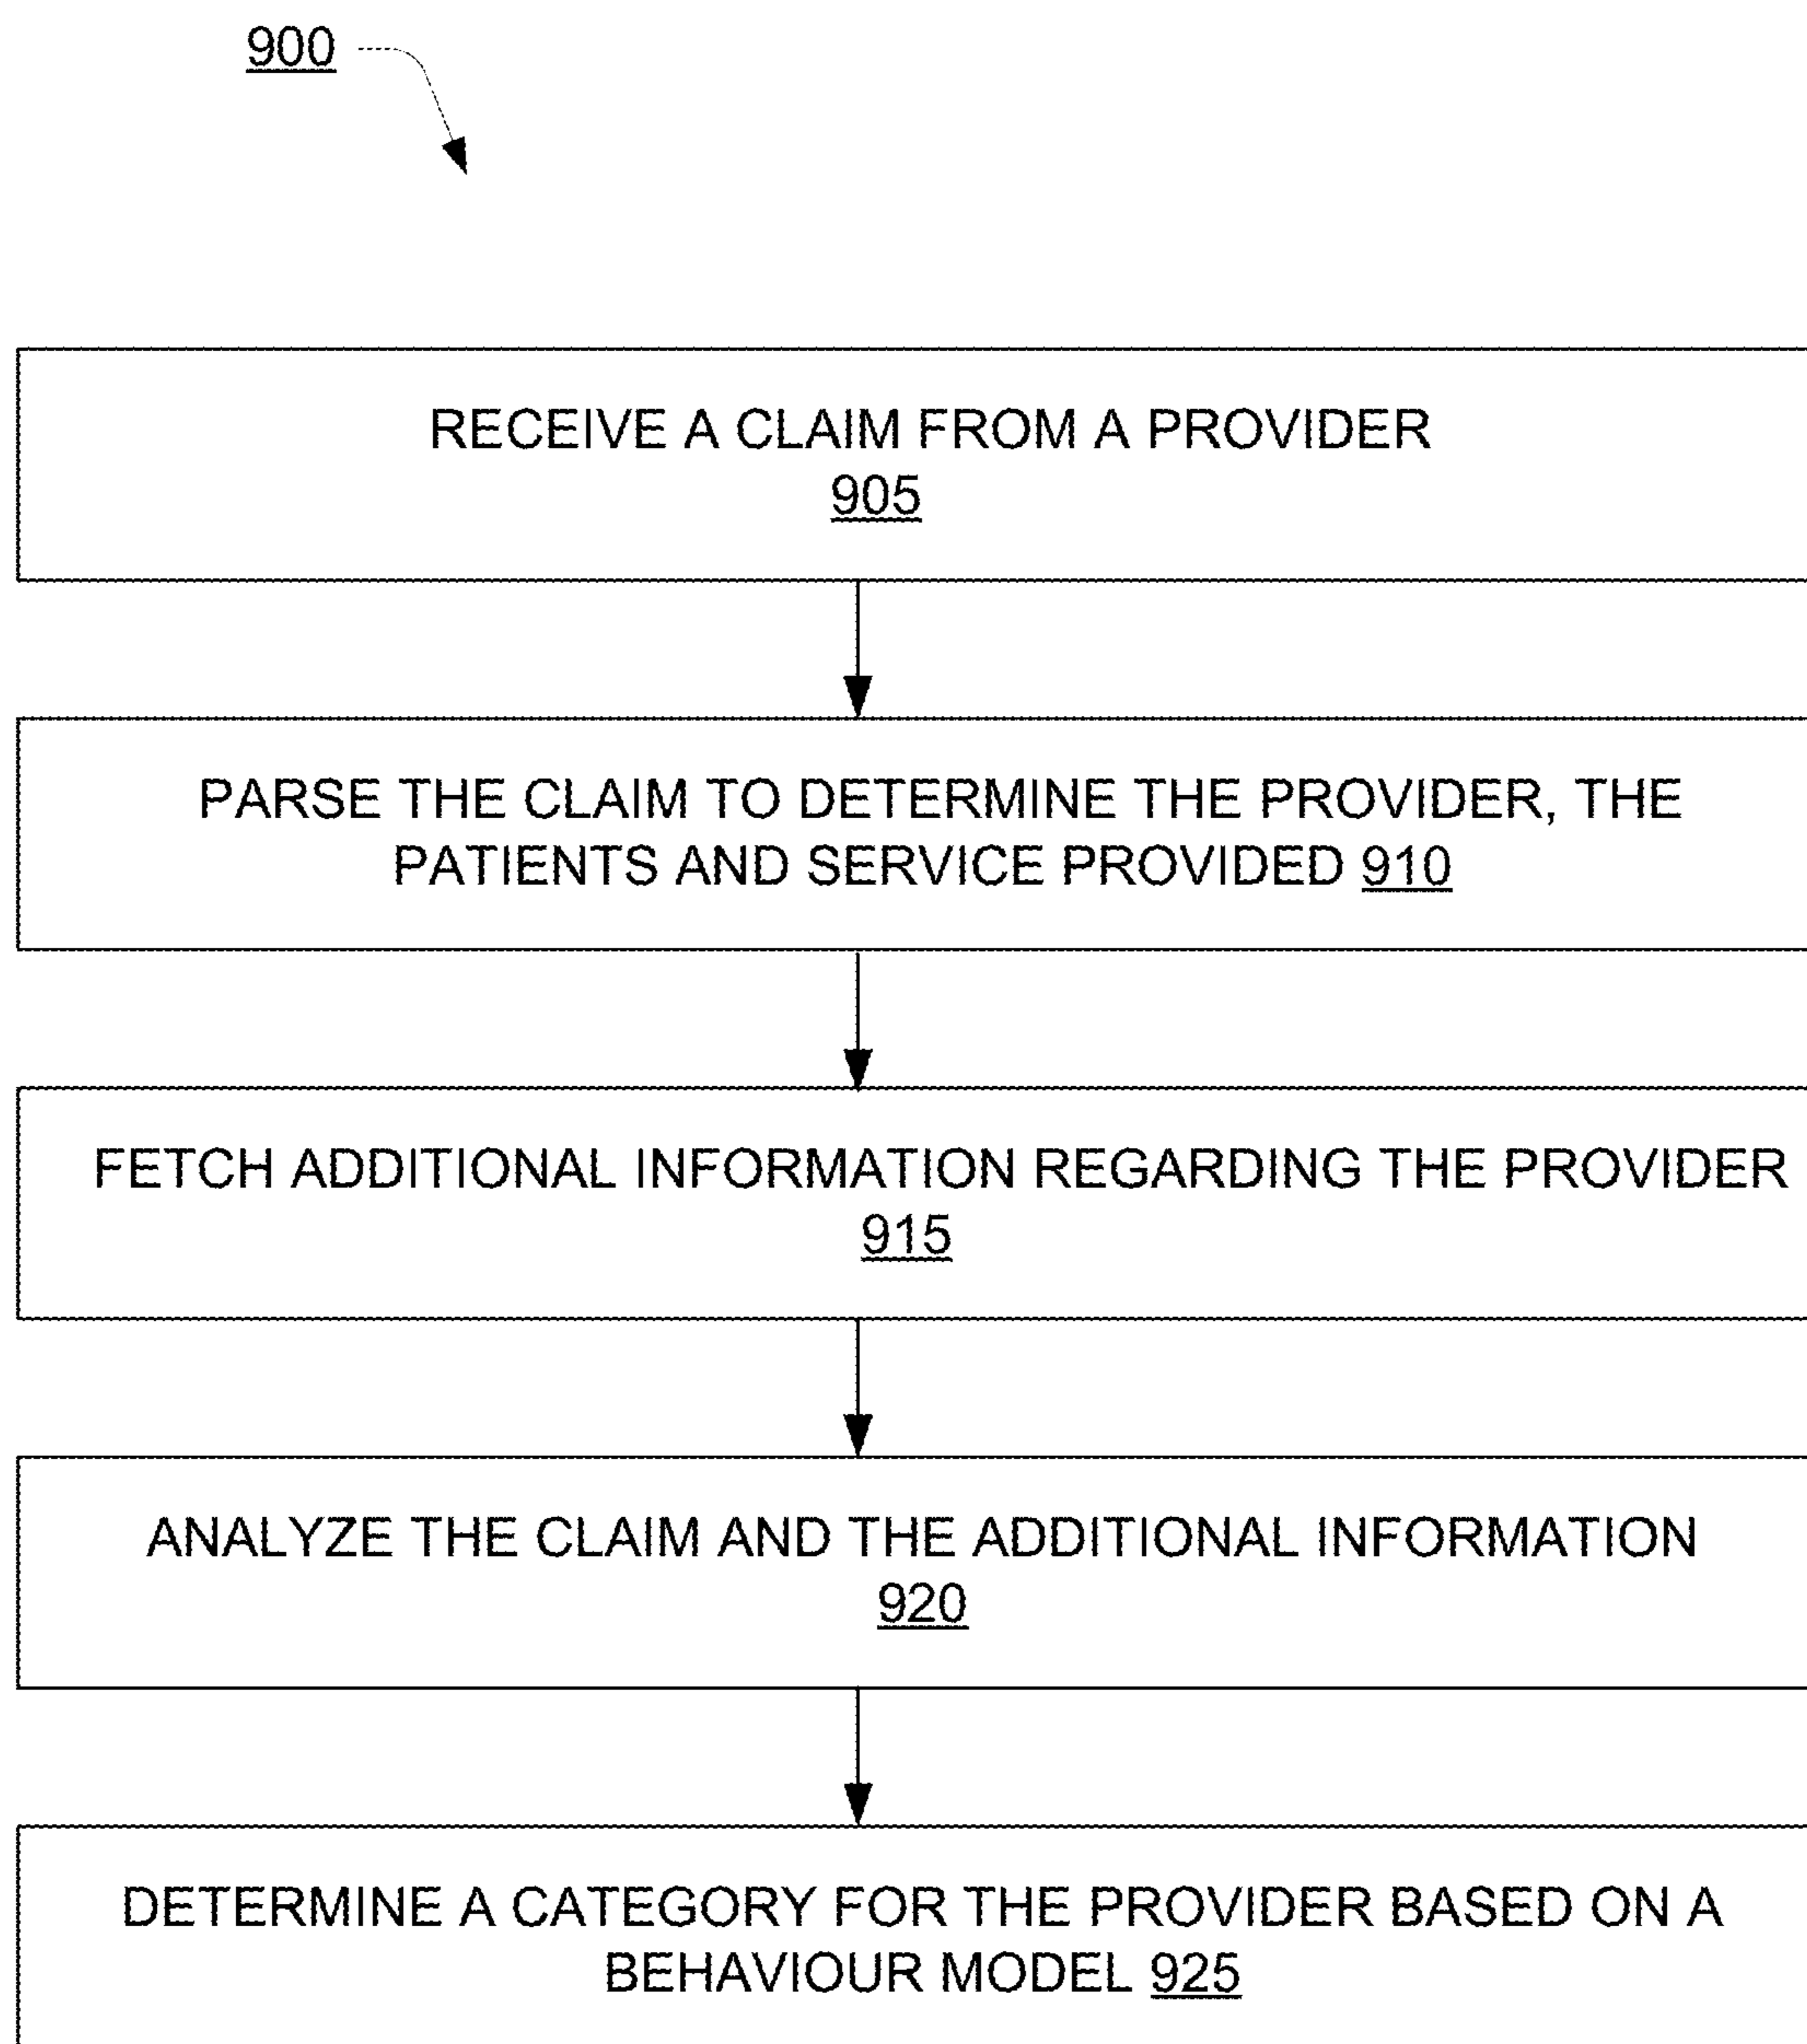 900
RECEIVE A CLAIM FROM A PROVIDER
905
PARSE THE CLAIM TO DETERMINE THE PROVIDER, THE
PATIENTS AND SERVICE PROVIDED 910
FETCH ADDITIONAL INFORMATION REGARDING THE PROVIDER
915
ANALYZE THE CLAIM AND THE ADDITIONAL INFORMATION
920
DETERMINE A CATEGORY FOR THE PROVIDER BASED ON A
BEHAVIOUR MODEL 925